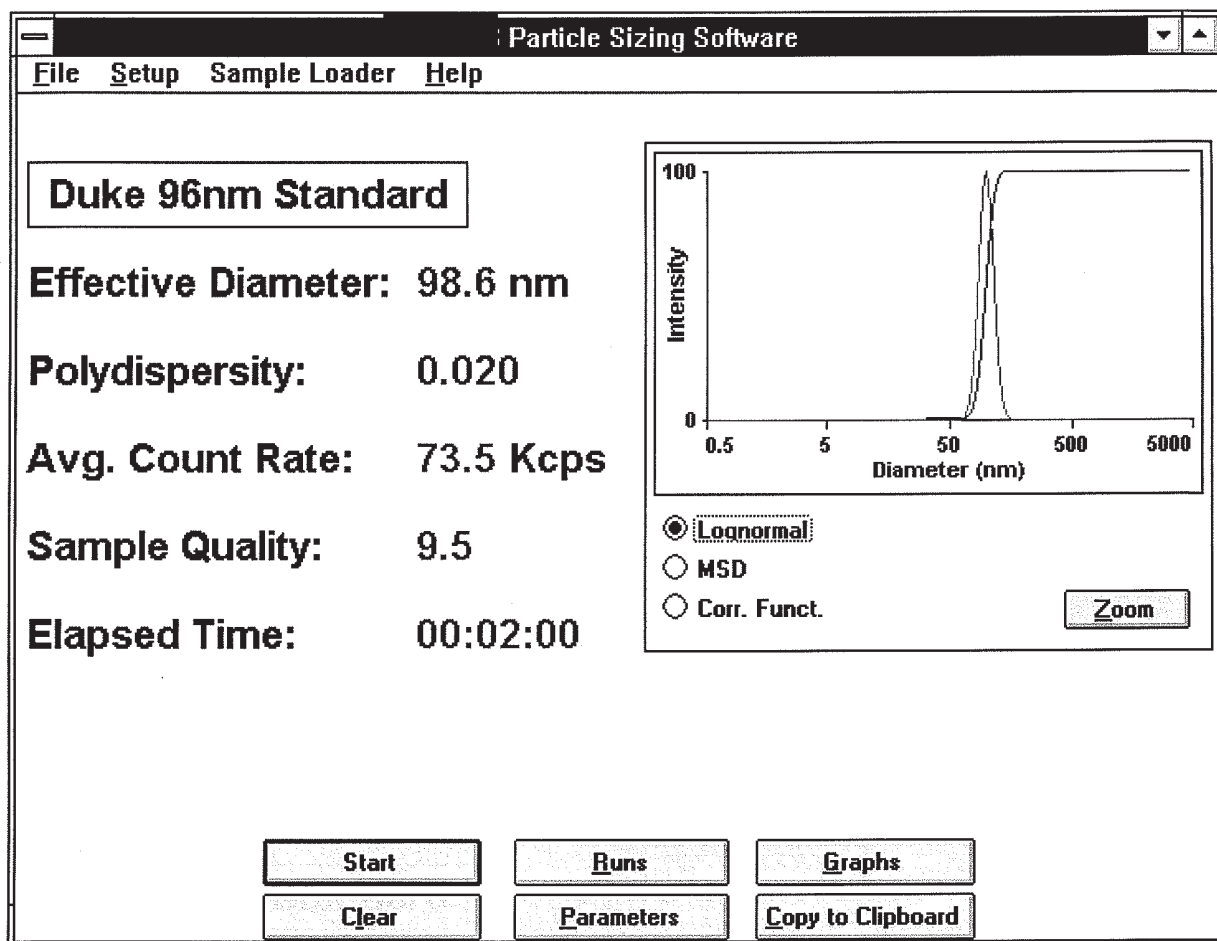 Particle Sizing Software
File Setup Sample Loader Help
Duke 96nm Standard
Effective Diameter: 98.6 nm
Polydispersity: 0.020
Avg. Count Rate: 73.5 Kcps
Sample Quality: 9.5
Elapsed Time: 00:02:00
100
Intensity
0
0.5 5 50 500 5000
Diameter (nm)
Lognormal
MSD
Corr. Funct.
Zoom
Start Runs Graphs
Clear Parameters Copy to Clipboard